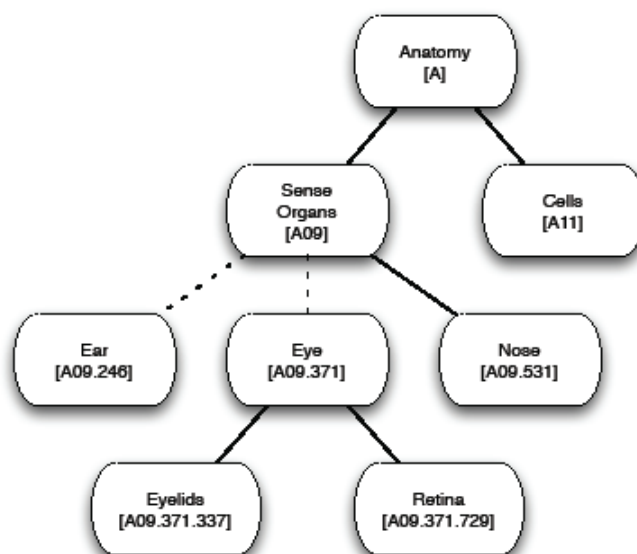 Anatomy
[A]
Sense
Organs
[A09]
Cells
[A11]
Ear
[A09.246]
Eye
[A09.371]
Nose
[A09.531]
Eyelids
[A09.371.337]
Retina
[A09.371.729]